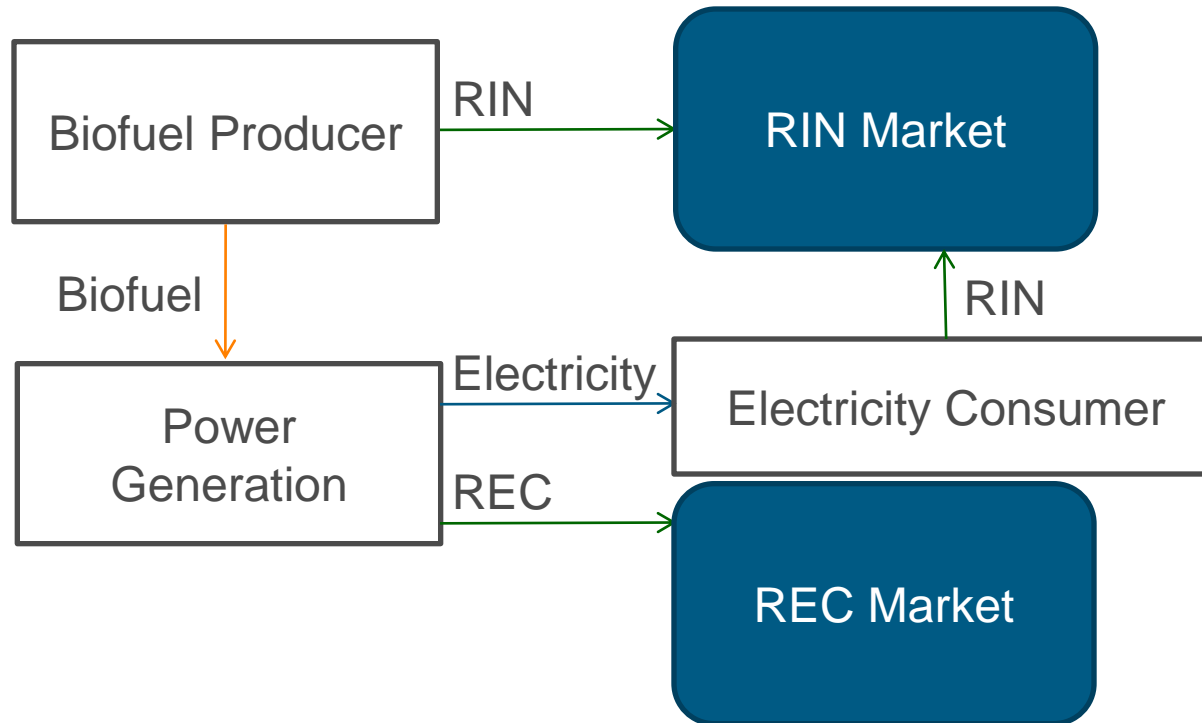 Biofuel Producer
RIN
RIN Market
Biofuel
RIN
Power
Generation
Electricity
Electricity Consumer
REC
REC Market